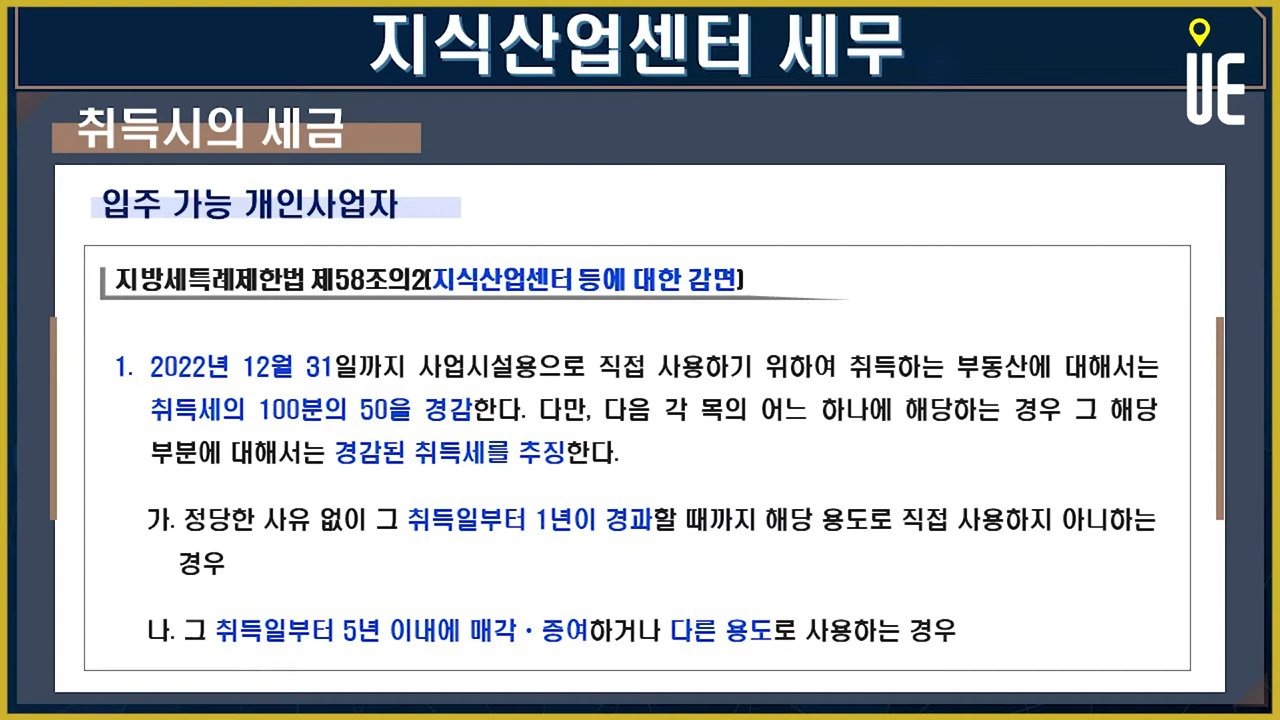 지식산업센터 세무
UE
취득시의 세금
입주 가능 개인사업자
지방세특례제한법 제58조의2(지식산업센터 등에 대한 감면)
1. 2022년 12월 31일까지 사업시설용으로 직접 사용하기 위하여 취득하는 부동산에 대해서는
취득세의 100분의 50을 경감한다. 다만, 다음 각 목의 어느 하나에 해당하는 경우 그 해당
부분에 대해서는 경감된 취득세를 추징한다.
가. 정당한 사유 없이 그 취득일부터 1년이 경과할 때까지 해당 용도로 직접 사용하지 아니하는
경우
나. 그 취득일부터 5년 이내에 매각·증여하거나 다른 용도로 사용하는 경우